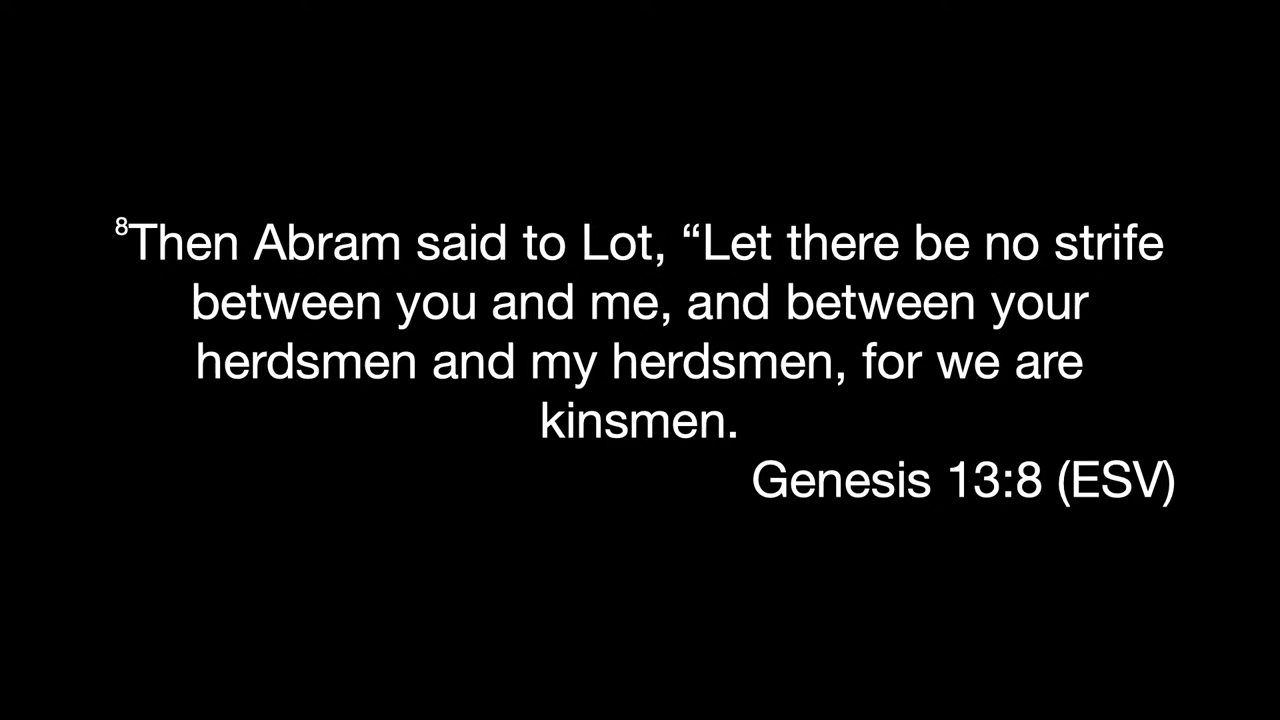 ⁸Then Abram said to Lot, “Let there be no strife
between you and me, and between your
herdsmen and my herdsmen, for we are
kinsmen.
Genesis 13:8 (ESV)